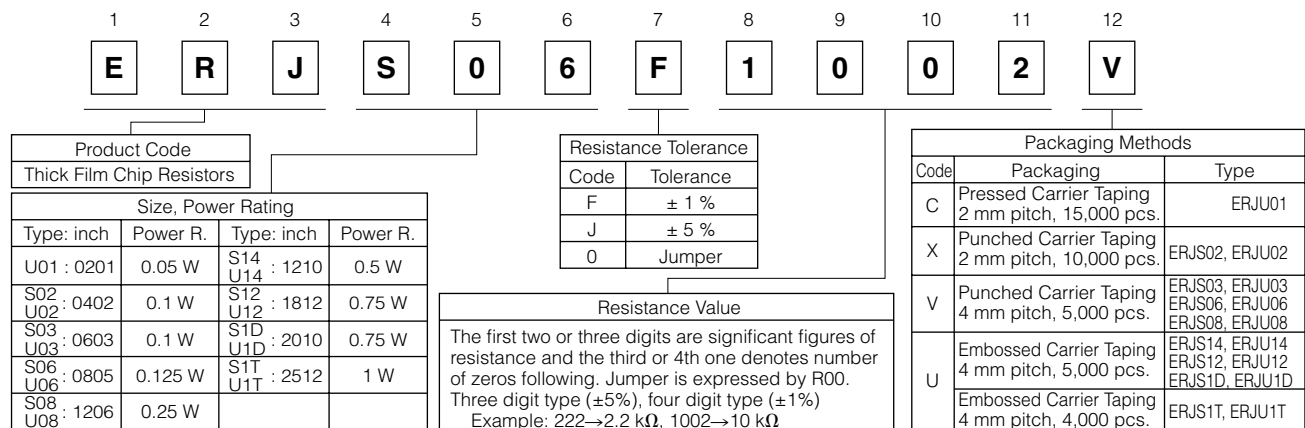 1 2 3 4 5 6 7 8 9 10 11 12
E R J S 0 6 F 1 0 0 2 V
Product Code
Thick Film Chip Resistors
Size, Power Rating
Type: inch Power R. Type: inch Power R.
U01 : 0201 0.05 W S14 U14 : 1210 0.5 W
S02 U02 : 0402 0.1 W S12 U12 : 1812 0.75 W
S03 U03 : 0603 0.1 W S1D U1D : 2010 0.75 W
S06 U06 : 0805 0.125 W S1T U1T : 2512 1 W
S08 U08 : 1206 0.25 W
Resistance Tolerance
Code Tolerance
F ± 1 %
J ± 5 %
0 Jumper
Resistance Value
The first two or three digits are significant figures of
resistance and the third or 4th one denotes number
of zeros following. Jumper is expressed by R00.
Three digit type (±5%), four digit type (±1%)
Example: 222→2.2 kΩ, 1002→10 kΩ
Packaging Methods
Code Packaging Type
C Pressed Carrier Taping
2 mm pitch, 15,000 pcs. ERJU01
X Punched Carrier Taping
2 mm pitch, 10,000 pcs. ERJS02, ERJU02
V Punched Carrier Taping
4 mm pitch, 5,000 pcs.
ERJS03, ERJU03
ERJS06, ERJU06
ERJS08, ERJU08
U Embossed Carrier Taping
4 mm pitch, 5,000 pcs.
ERJS14, ERJU14
ERJS12, ERJU12
ERJS1D, ERJU1D
Embossed Carrier Taping
4 mm pitch, 4,000 pcs. ERJS1T, ERJU1T